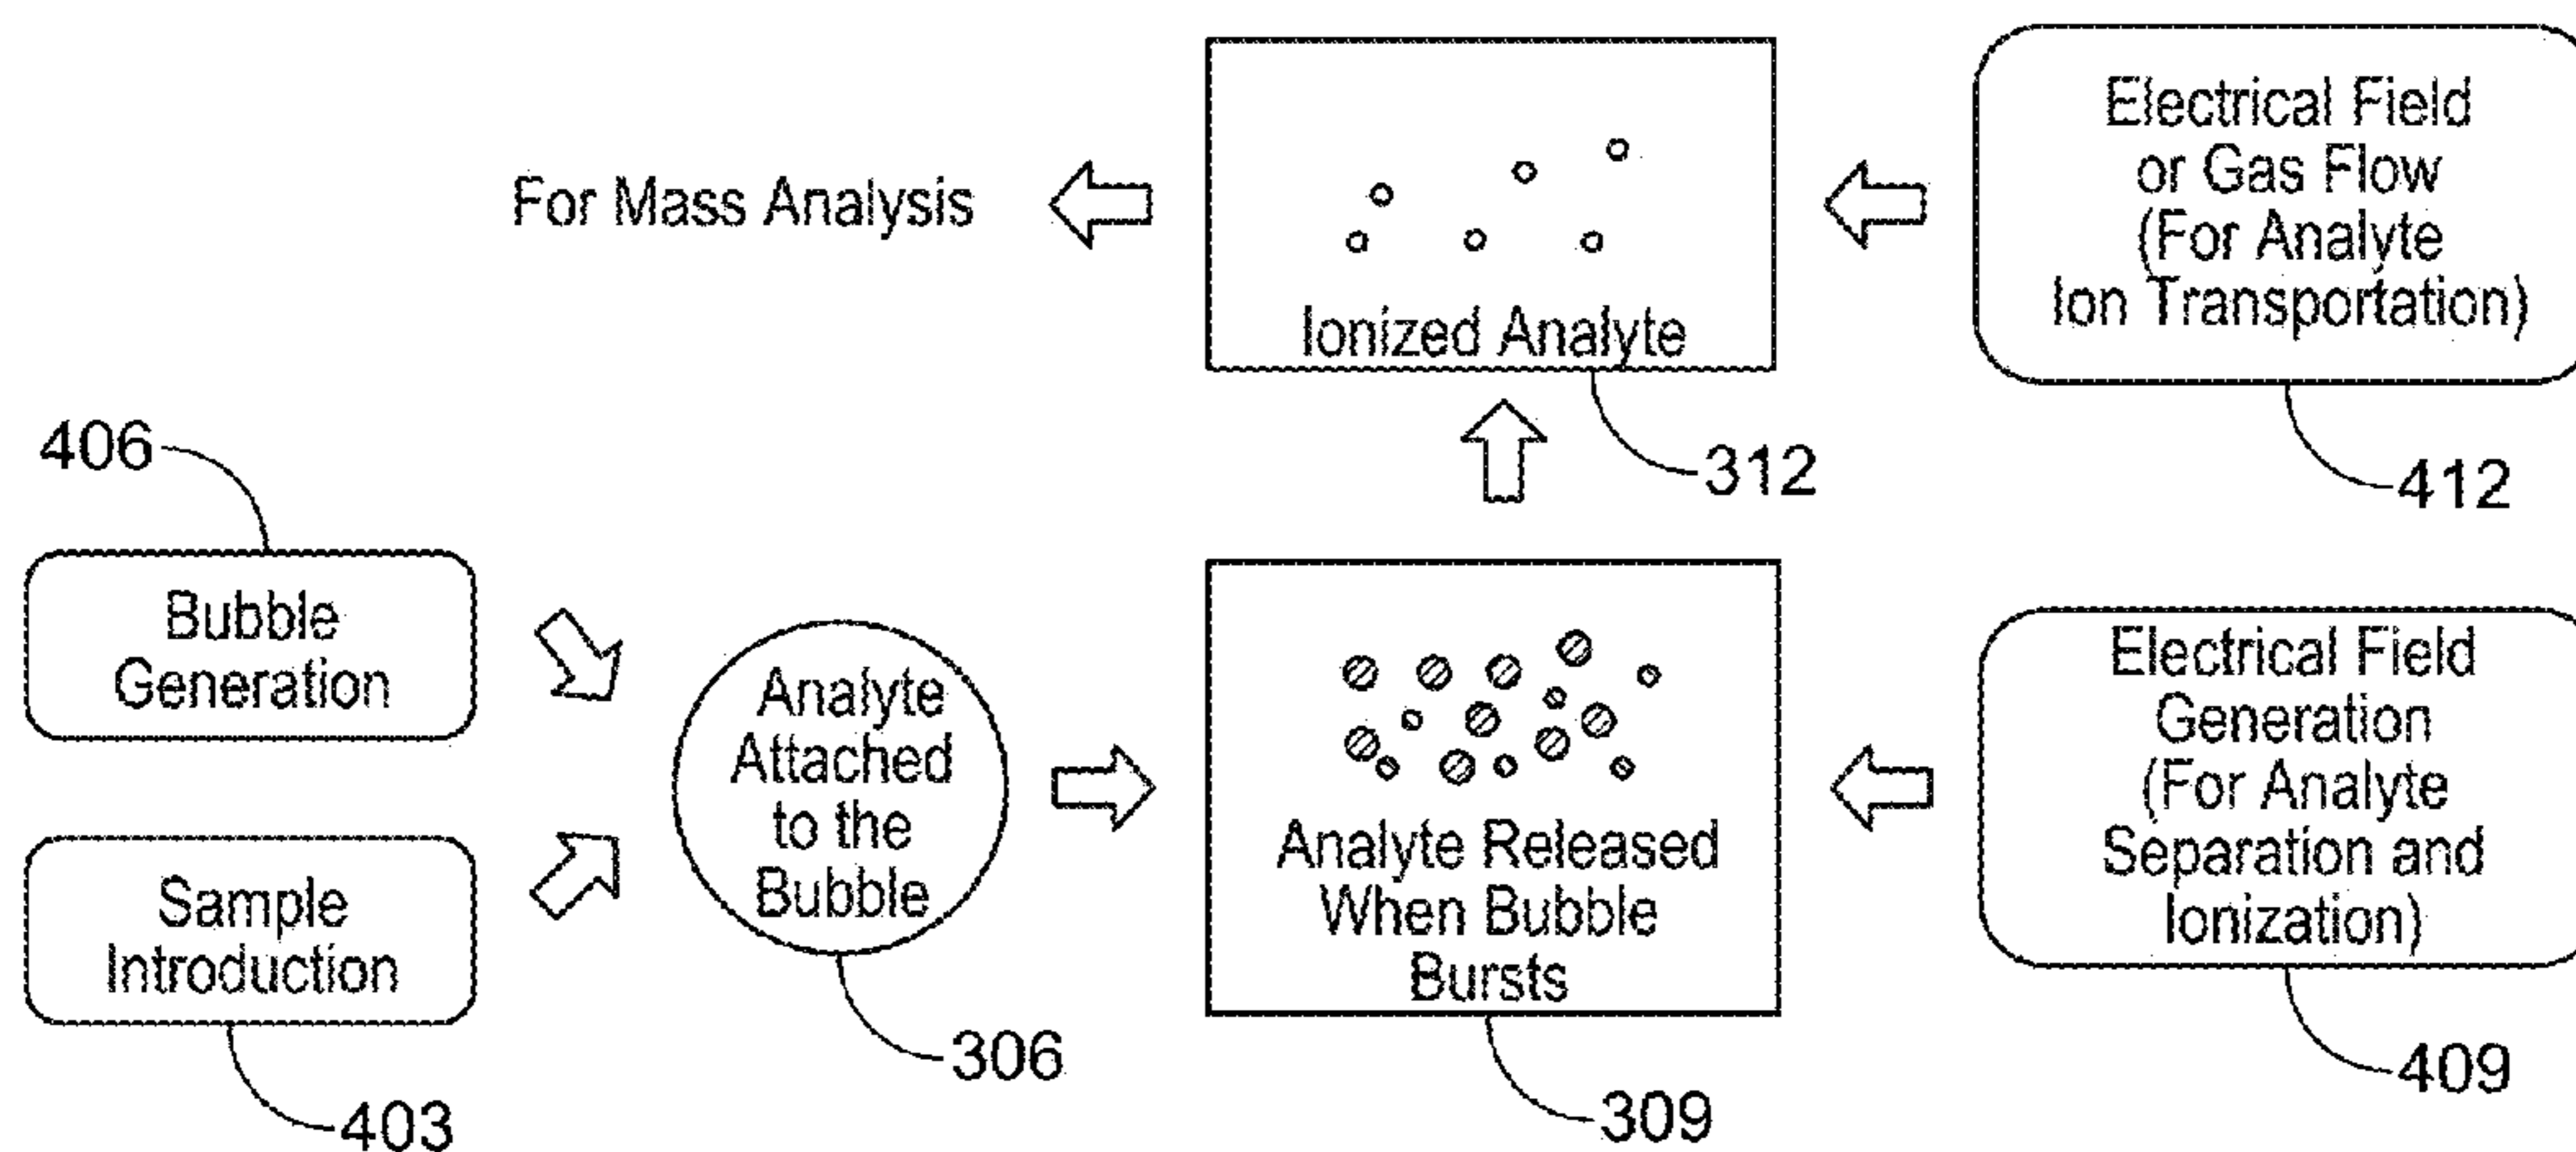 For Mass Analysis
Ionized Analyte
312
Electrical Field
or Gas Flow
(For Analyte
Ion Transportation)
412
406
Bubble
Generation
Sample
Introduction
403
Analyte
Attached
to the
Bubble
306
Analyte Released
When Bubble
Bursts
309
Electrical Field
Generation
(For Analyte
Separation and
Ionization)
409